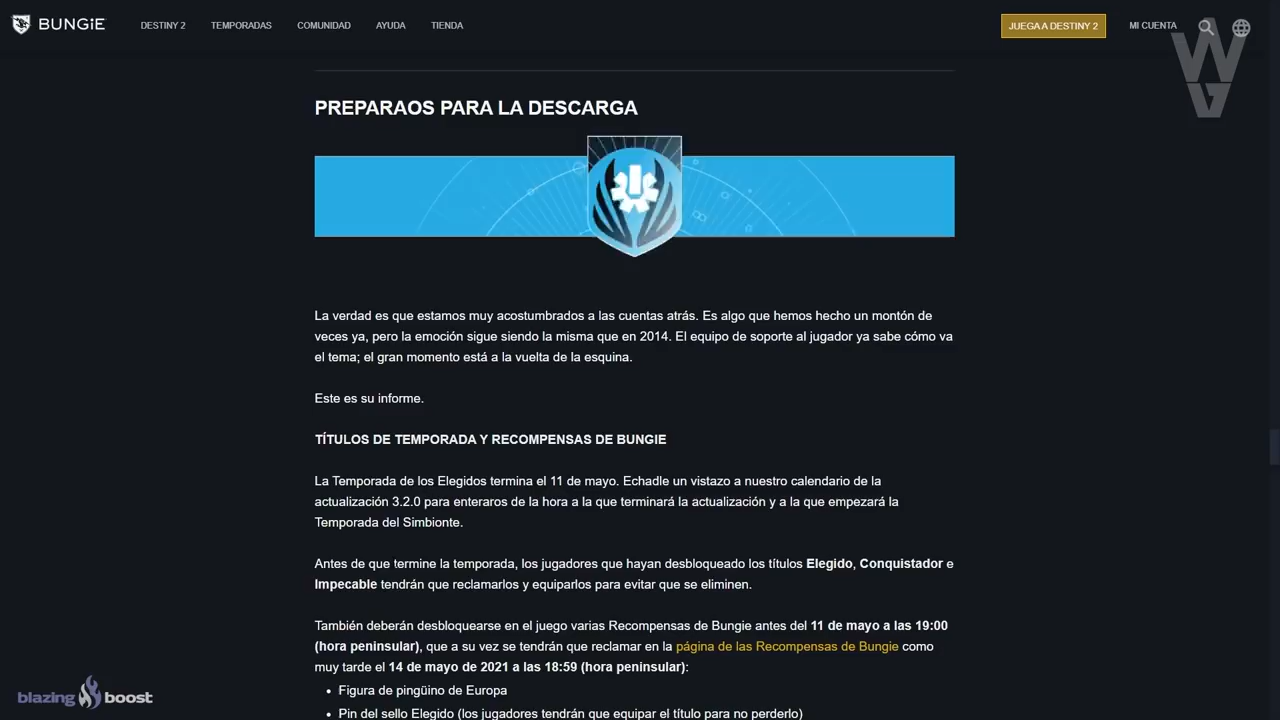 BUNGiE
DESTINY 2
TEMPORADAS
COMUNIDAD
AYUDA
TIENDA
JUEGA A DESTINY 2
MI CUENTA
PREPARAOS PARA LA DESCARGA
La verdad es que estamos muy acostumbrados a las cuentas atrás. Es algo que hemos hecho un montón de
veces ya, pero la emoción sigue siendo la misma que en 2014. El equipo de soporte al jugador ya sabe cómo va
el tema; el gran momento está a la vuelta de la esquina.
Este es su informe.
TÍTULOS DE TEMPORADA Y RECOMPENSAS DE BUNGIE
La Temporada de los Elegidos termina el 11 de mayo. Echadle un vistazo a nuestro calendario de la
actualización 3.2.0 para enteraros de la hora a la que terminará la actualización y a la que empezará la
Temporada del Simbionte.
Antes de que termine la temporada, los jugadores que hayan desbloqueado los títulos Elegido, Conquistador e
Impecable tendrán que reclamarlos y equiparlos para evitar que se eliminen.
También deberán desbloquearse en el juego varias Recompensas de Bungie antes del 11 de mayo a las 19:00
(hora peninsular), que a su vez se tendrán que reclamar en la página de las Recompensas de Bungie como
muy tarde el 14 de mayo de 2021 a las 18:59 (hora peninsular):
• Figura de pingüino de Europa
• Pin del sello Elegido (los jugadores tendrán que equipar el título para no perderlo)
blazing boost